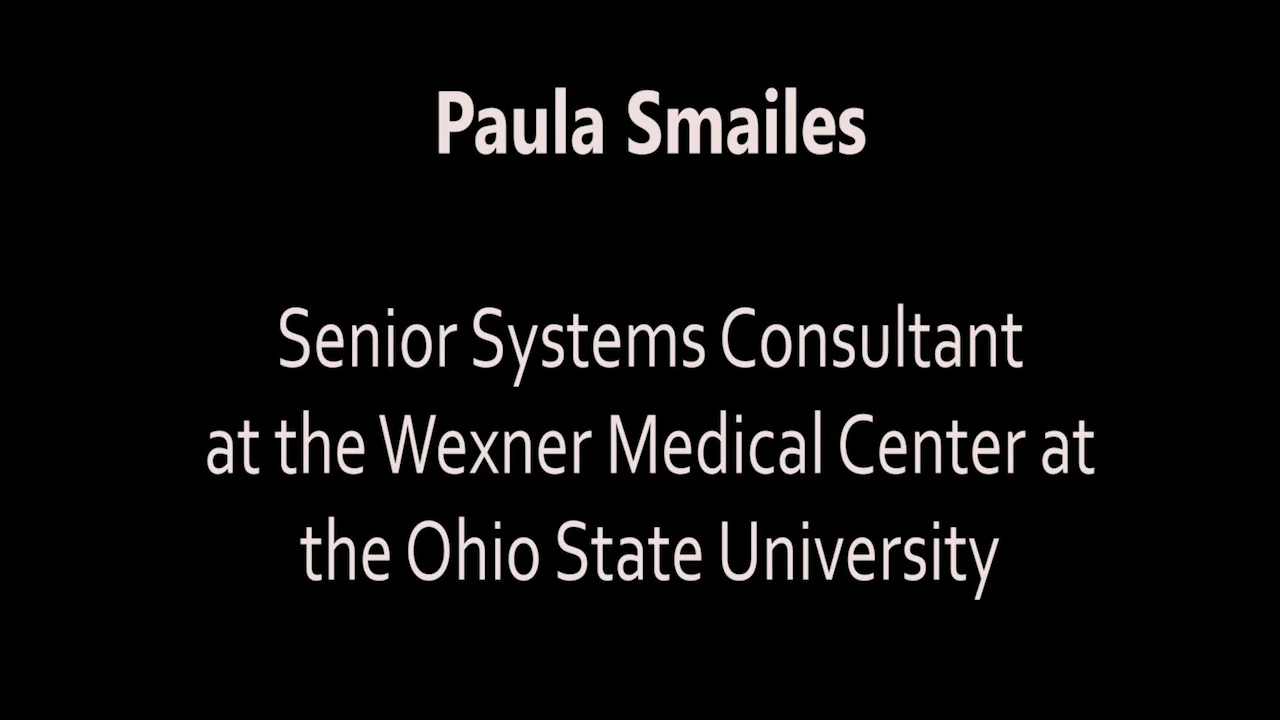 Paula Smailes
Senior Systems Consultant
at the Wexner Medical Center at
the Ohio State University